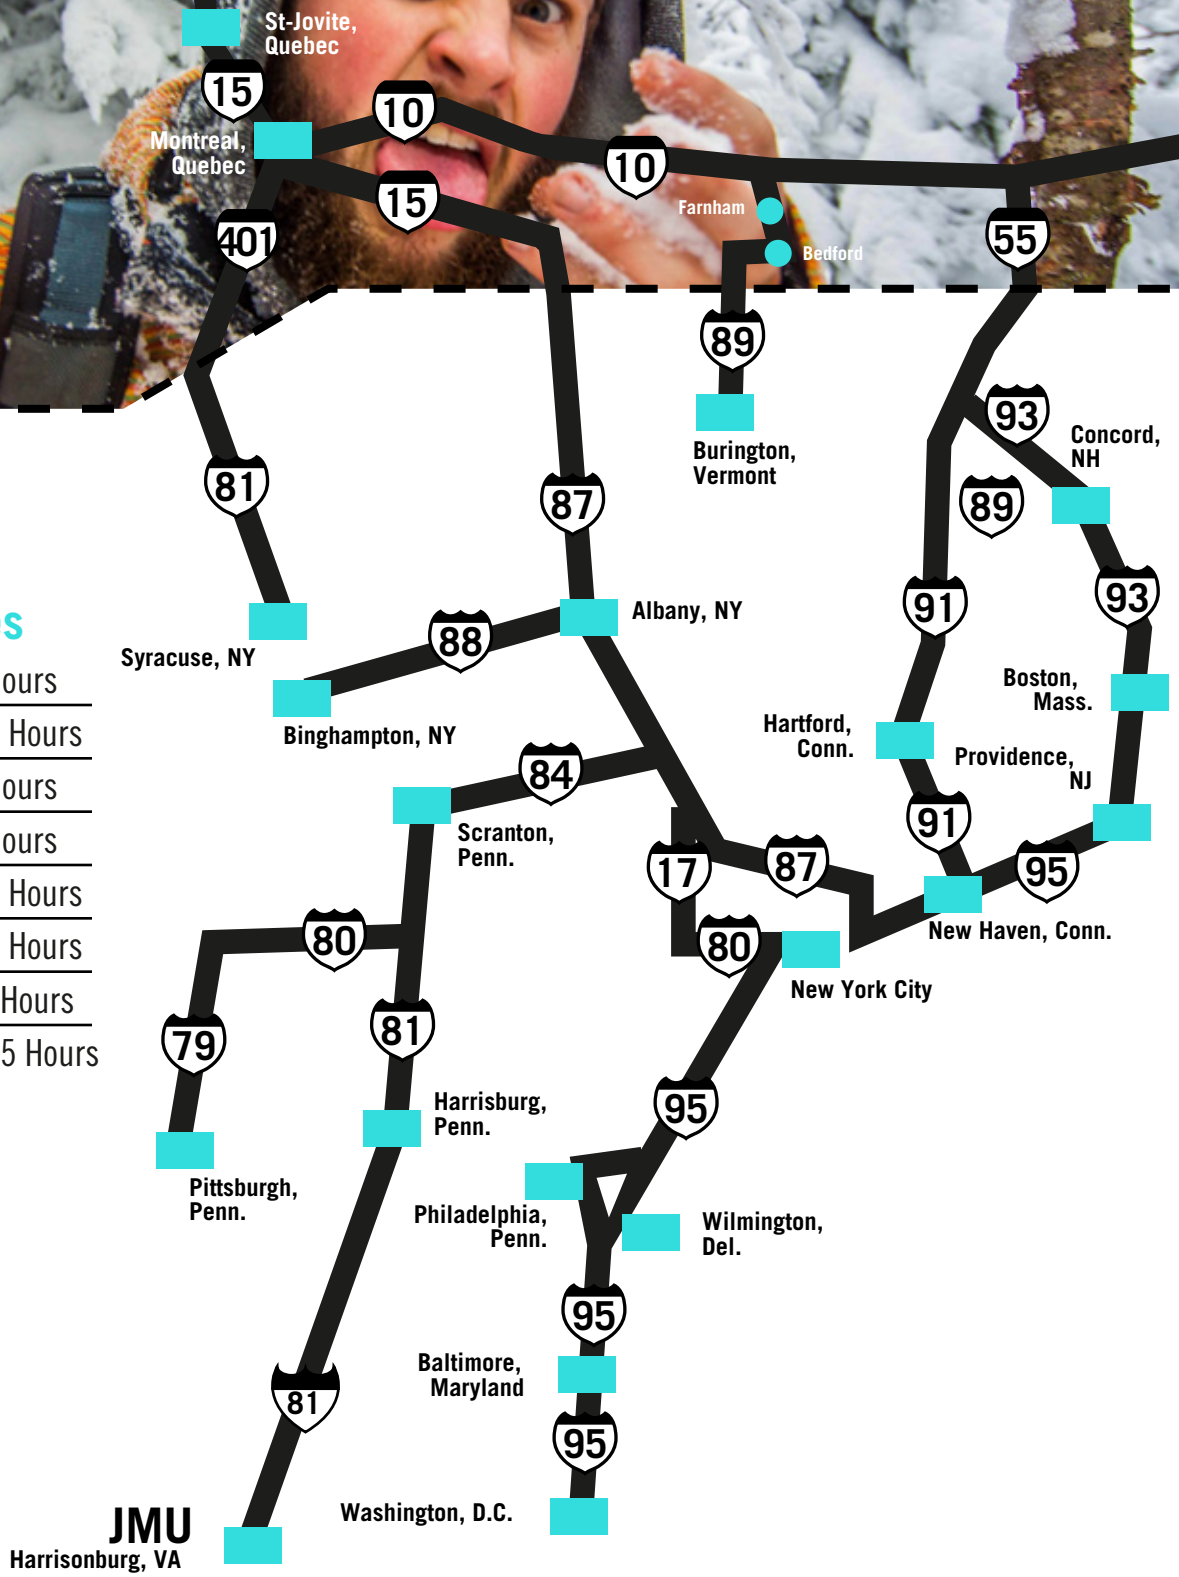 St-Jovite,
Quebec
15
10
Montreal,
Quebec
10
15
Farnham
401
55
Bedford
89
93
Burington,
Vermont
Concord,
NH
81
87
89
93
91
Albany, NY
88
Syracuse, NY
Binghampton, NY
Boston,
Mass.
Hartford,
Conn.
Providence,
NJ
84
Scranton,
Penn.
91
17
87
95
New Haven, Conn.
80
80
New York City
ours
Hours
ours
ours
Hours
Hours
Hours
5 Hours
79
81
95
Harrisburg,
Penn.
Pittsburgh,
Penn.
Philadelphia,
Penn.
Wilmington,
Del.
95
Baltimore,
Maryland
81
95
Washington, D.C.
JMU
Harrisonburg, VA